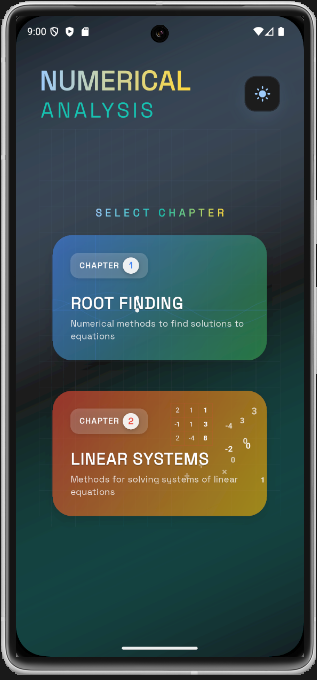 9:00
NUMERICAL
ANALYSIS
SELECT CHAPTER
CHAPTER 1
ROOT FINDING
Numerical methods to find solutions to
equations
CHAPTER 2
2 1 1
-1 1 3
2 -4 8
3
3
-4
0
0
-2
0
LINEAR SYSTEMS
Methods for solving systems of linear
equations
1